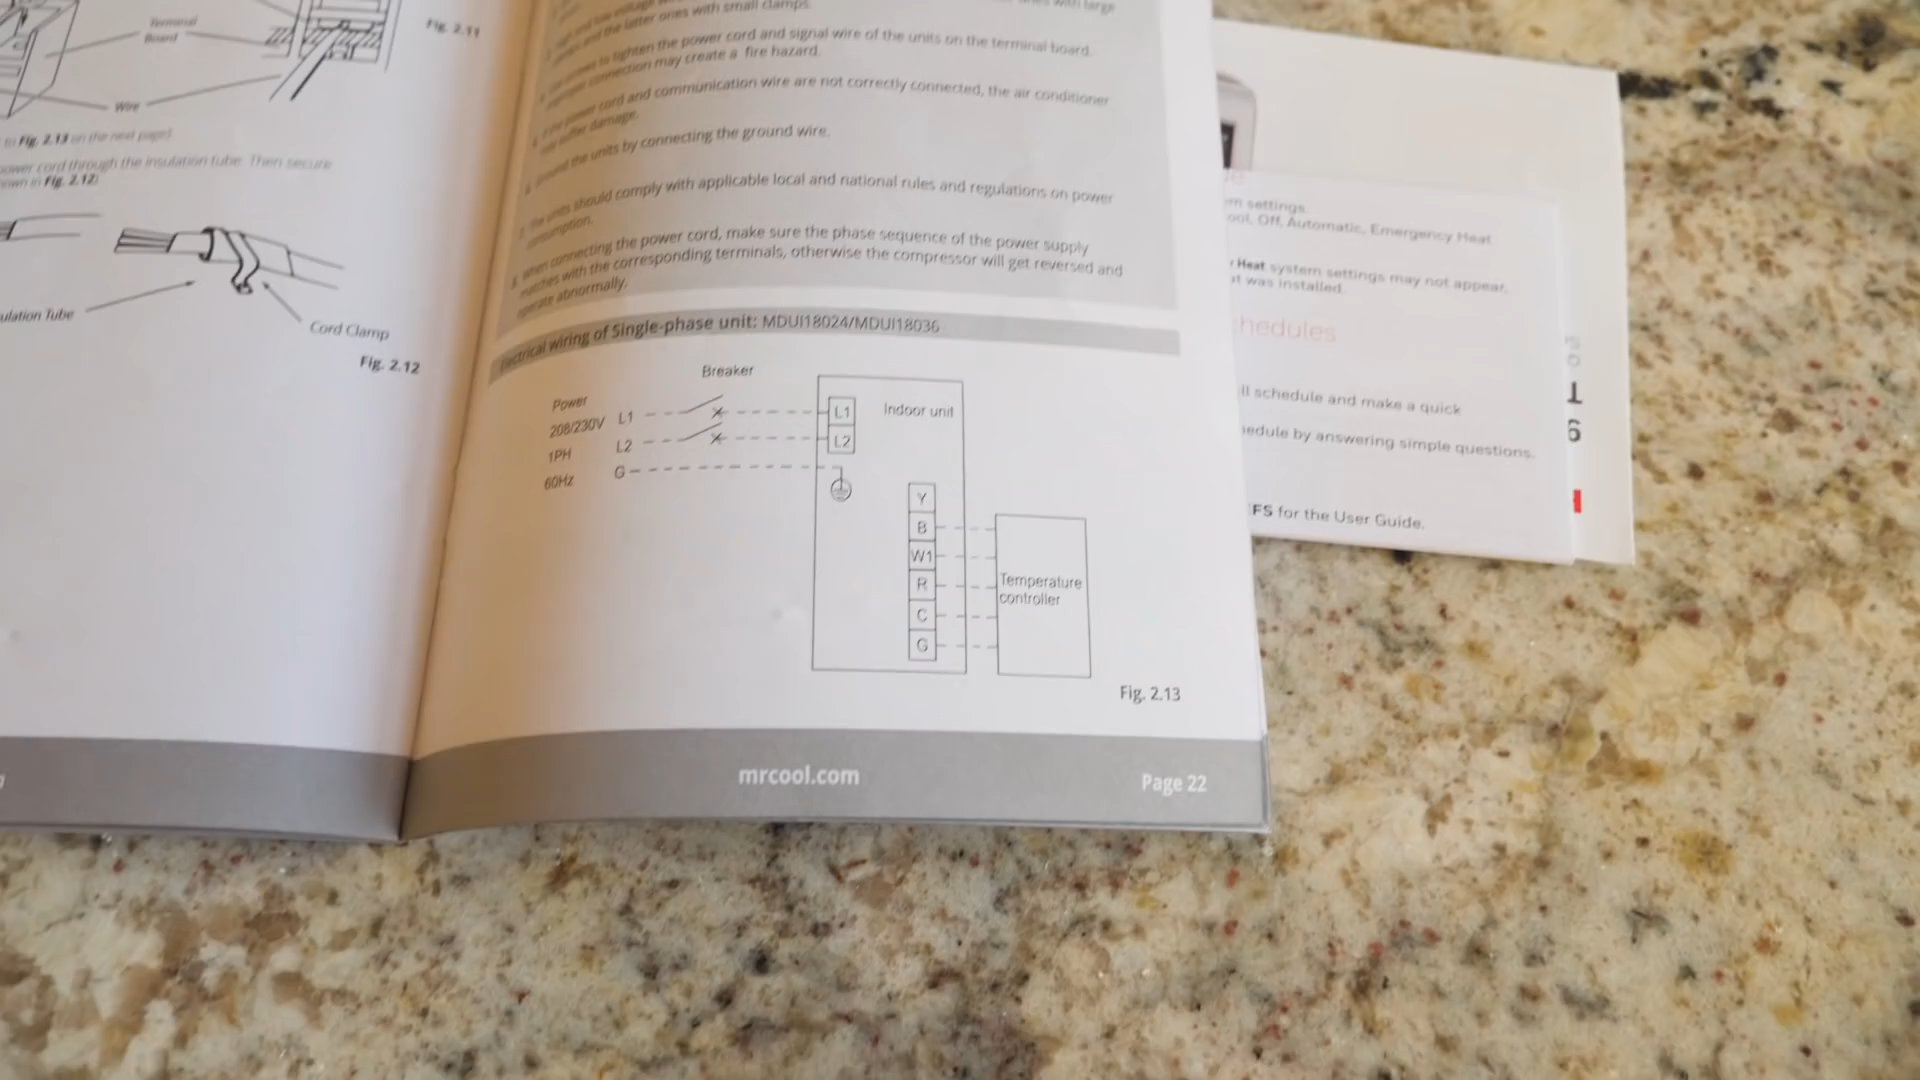 Terminal
Board
Fig. 2.11
Wire
to Fig. 2.13 on the next page)
power cord through the insulation tube. Then secure
in Fig. 2.12)
Insulation Tube
Cord Clamp
Fig. 2.12
with large
and the latter ones with small clamps.
to tighten the power cord and signal wire of the units on the terminal board.
connection may create a fire hazard.
power cord and communication wire are not correctly connected, the air conditioner
suffer damage.
the units by connecting the ground wire.
units should comply with applicable local and national rules and regulations on power
consumption.
When connecting the power cord, make sure the phase sequence of the power supply
matches with the corresponding terminals, otherwise the compressor will get reversed and
operate abnormally.
Electrical wiring of Single-phase unit: MDUI18024/MDUI18036
Breaker
Power
208/230V
1PH
60Hz
L1
L2
G
L1
L2
Indoor unit
Y
B
W1
R
C
G
Temperature
controller
Fig. 2.13
mrcool.com
Page 22
settings.
Off, Automatic, Emergency Heat
Heat system settings may not appear,
was installed.
schedule and make a quick
by answering simple questions.
EFS for the User Guide.